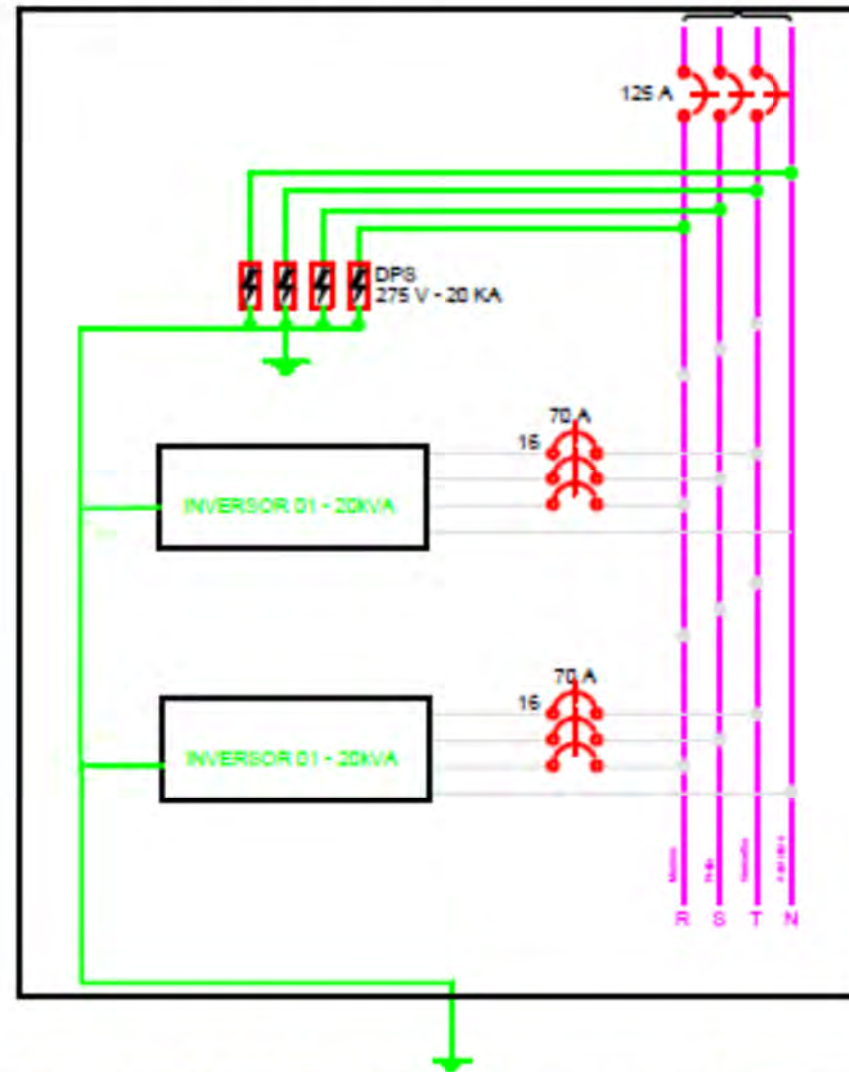 125 A
DPS
275 V - 20 KA
70 A
16
INVERSOR 01 - 20kVA
70 A
16
INVERSOR 01 - 20kVA
R S T N